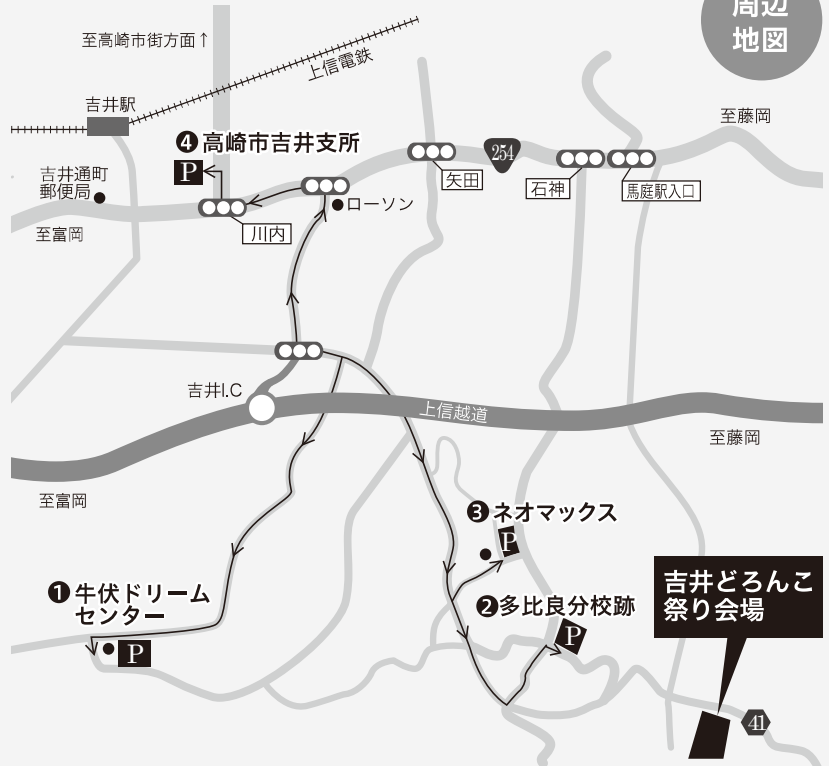 周辺
地図
至高崎市街方面↑
上信電鉄
吉井駅
❹高崎市吉井支所
P
254
至藤岡
吉井通町
郵便局
矢田
石神
馬庭駅入口
ローソン
至富岡
川内
吉井I.C
上信越道
至藤岡
至富岡
❸ネオマックス
P
❶牛伏ドリーム
センター
P
❷多比良分校跡
P
吉井どろんこ
祭り会場
41